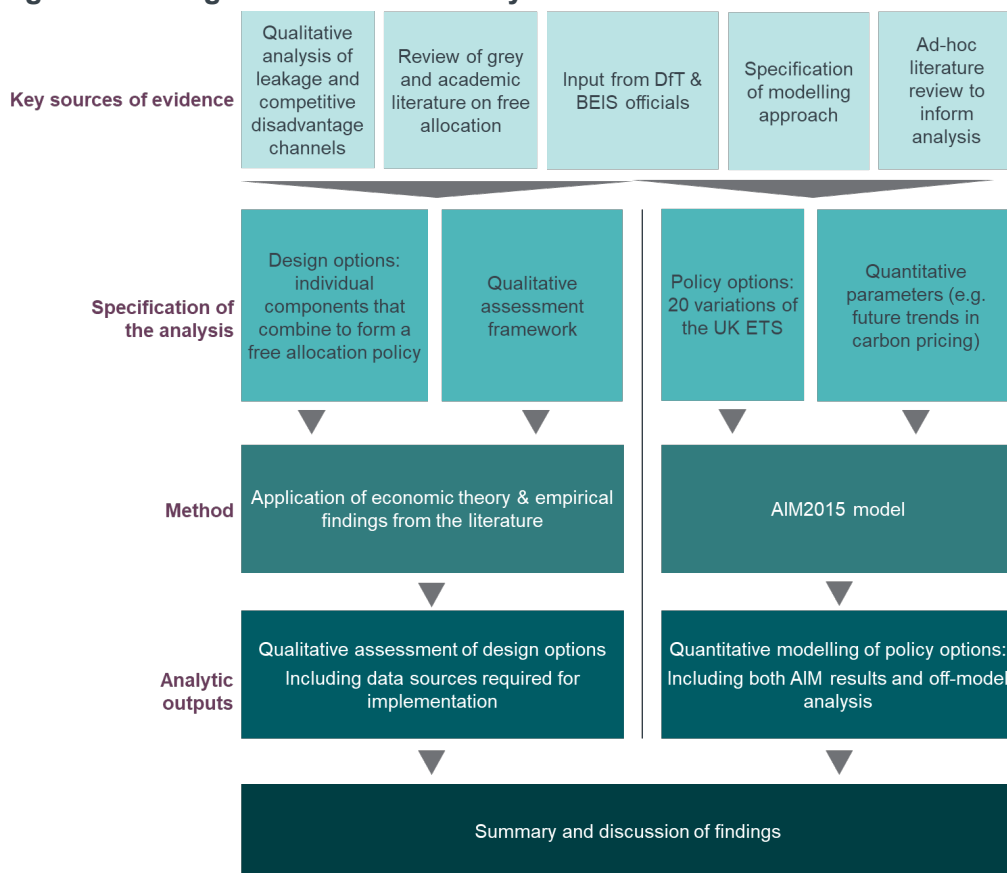 Key sources of evidence
Qualitative
analysis of
leakage and
competitive
disadvantage
channels
Review of grey
and academic
literature on free
allocation
Input from DfT &
BEIS officials
Specification
of modelling
approach
Ad-hoc
literature
review to
inform
analysis
Specification of
the analysis
Design options:
individual
components that
combine to form a
free allocation policy
Qualitative
assessment
framework
Policy options:
20 variations of
the UK ETS
Quantitative
parameters (e.g.
future trends in
carbon pricing)
Method
Application of economic theory & empirical
findings from the literature
AIM2015 model
Analytic
outputs
Qualitative assessment of design options
Including data sources required for
implementation
Quantitative modelling of policy options:
Including both AIM results and off-model
analysis
Summary and discussion of findings